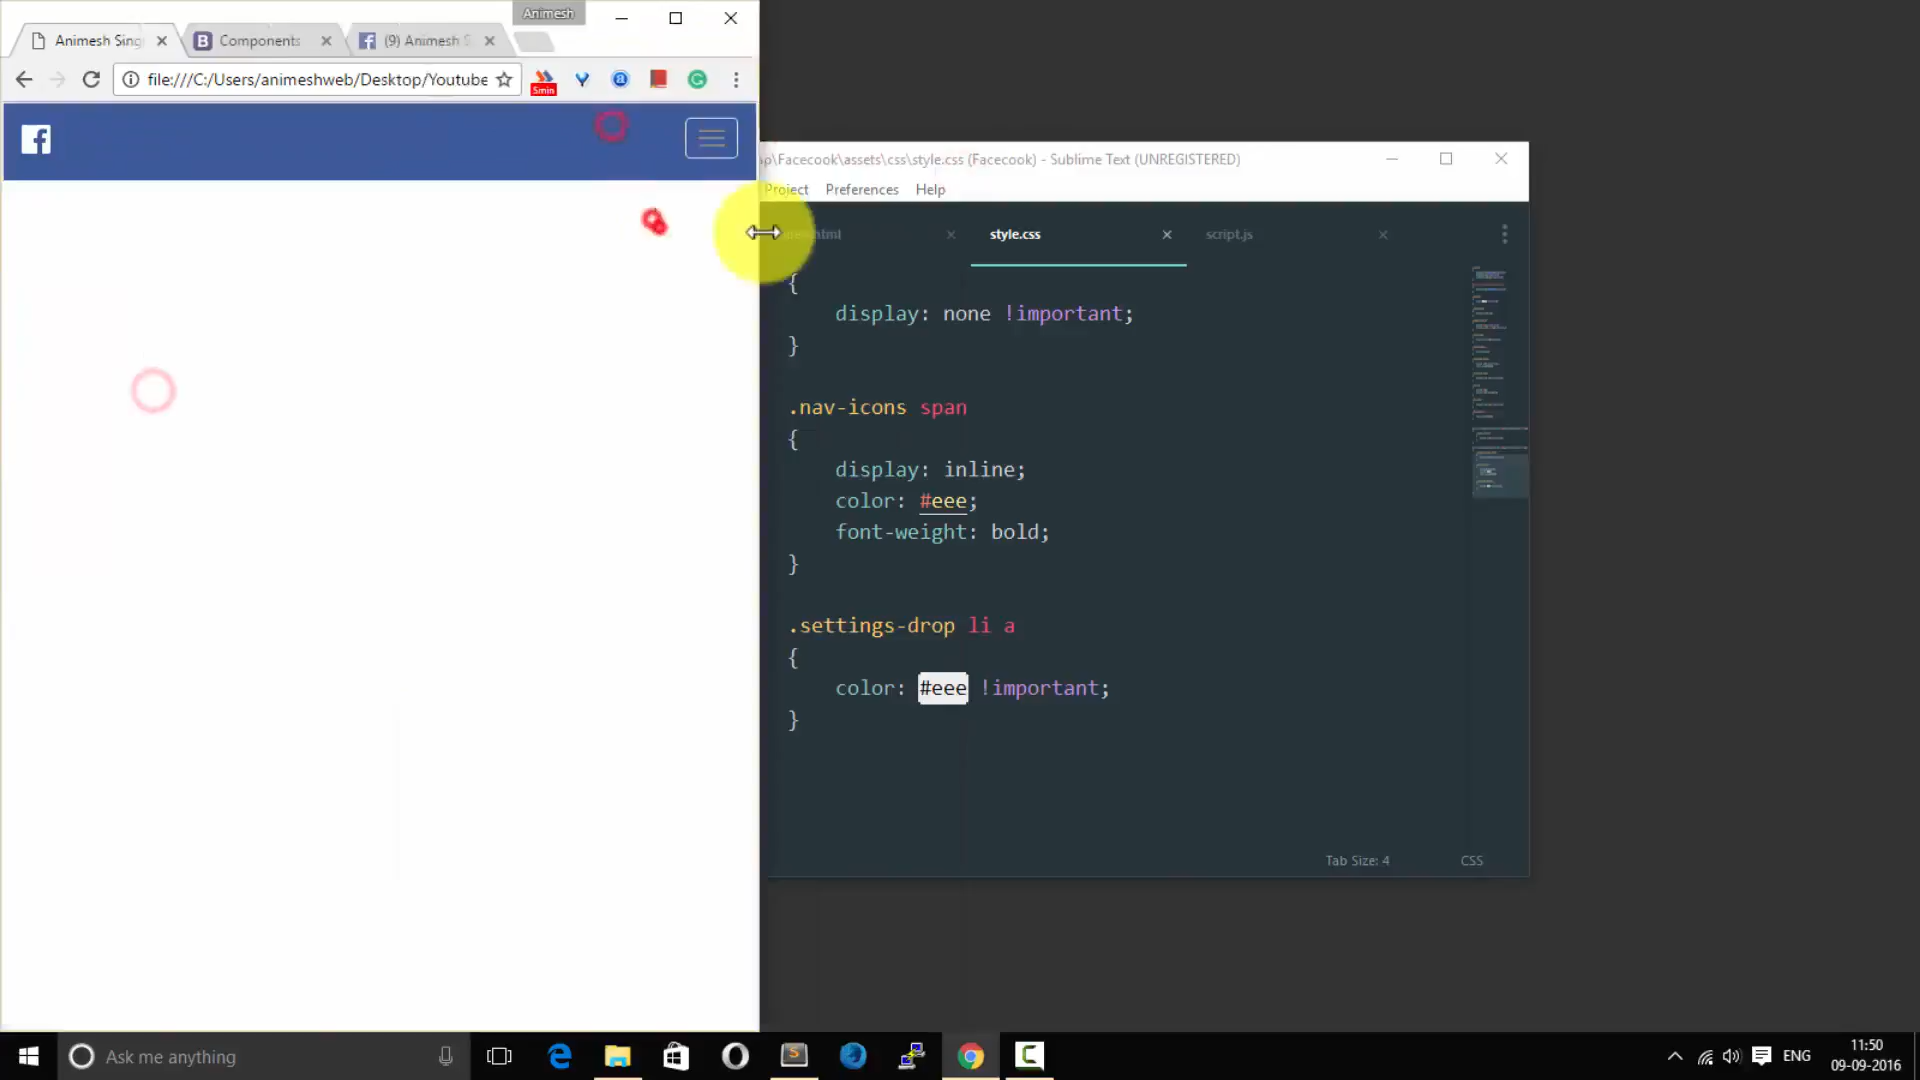 Animesh
Animesh Sing
Components
(9) Animesh S
file:///C:/Users/animeshweb/Desktop/Youtube
5min
p\Facecook\assets\css\style.css (Facecook) - Sublime Text (UNREGISTERED)
Project Preferences Help
html
style.css
script.js
{
display: none !important;
}
.nav-icons span
{
display: inline;
color: #eee;
font-weight: bold;
}
.settings-drop li a
{
color: #eee !important;
}
Tab Size: 4
CSS
Ask me anything
ENG
11:50
09-09-2016